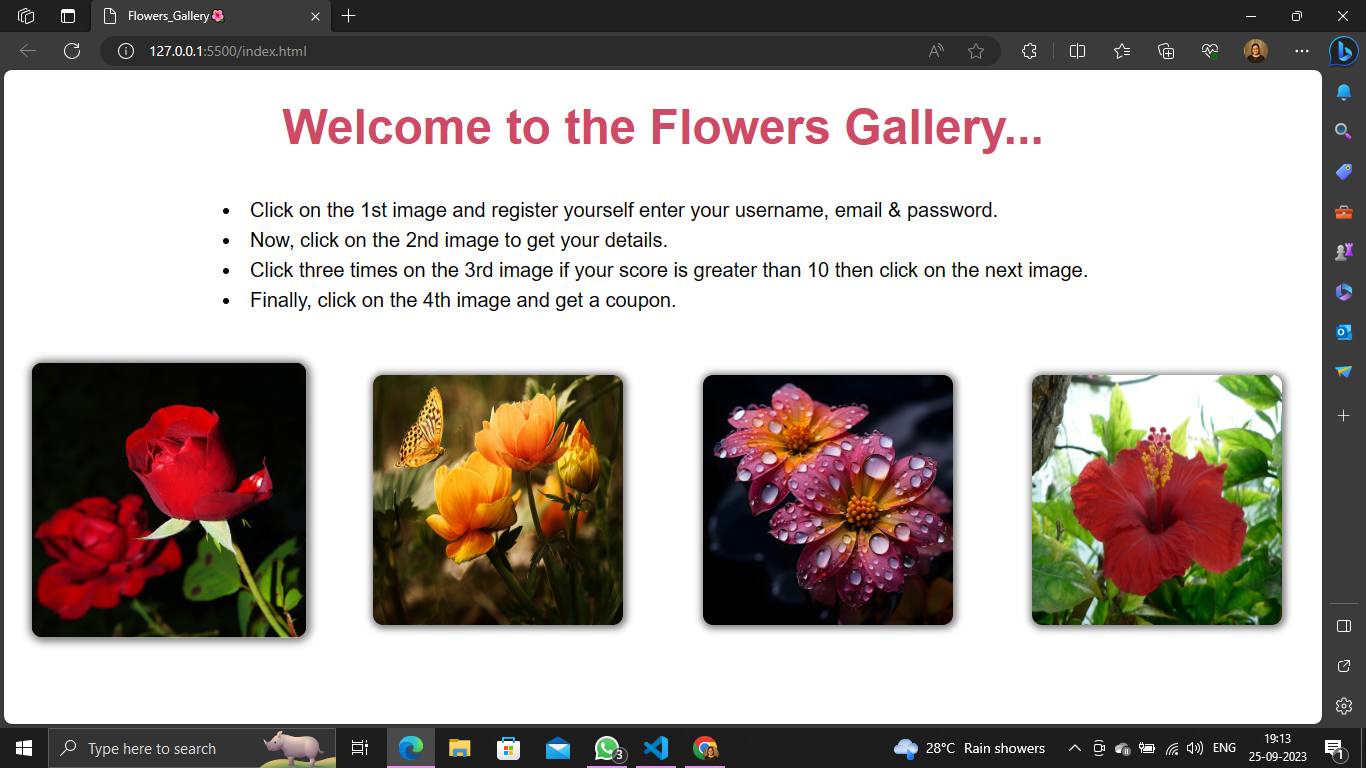 Flowers_Gallery🌺
127.0.0.1:5500/index.html
Welcome to the Flowers Gallery...
• Click on the 1st image and register yourself enter your username, email & password.
• Now, click on the 2nd image to get your details.
• Click three times on the 3rd image if your score is greater than 10 then click on the next image.
• Finally, click on the 4th image and get a coupon.
Type here to search
3
28°C Rain showers
ENG
19:13
25-09-2023
1